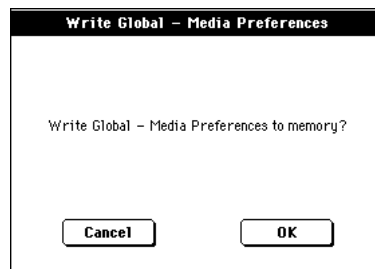 Write Global – Media Preferences
Write Global – Media Preferences to memory?
Cancel
OK